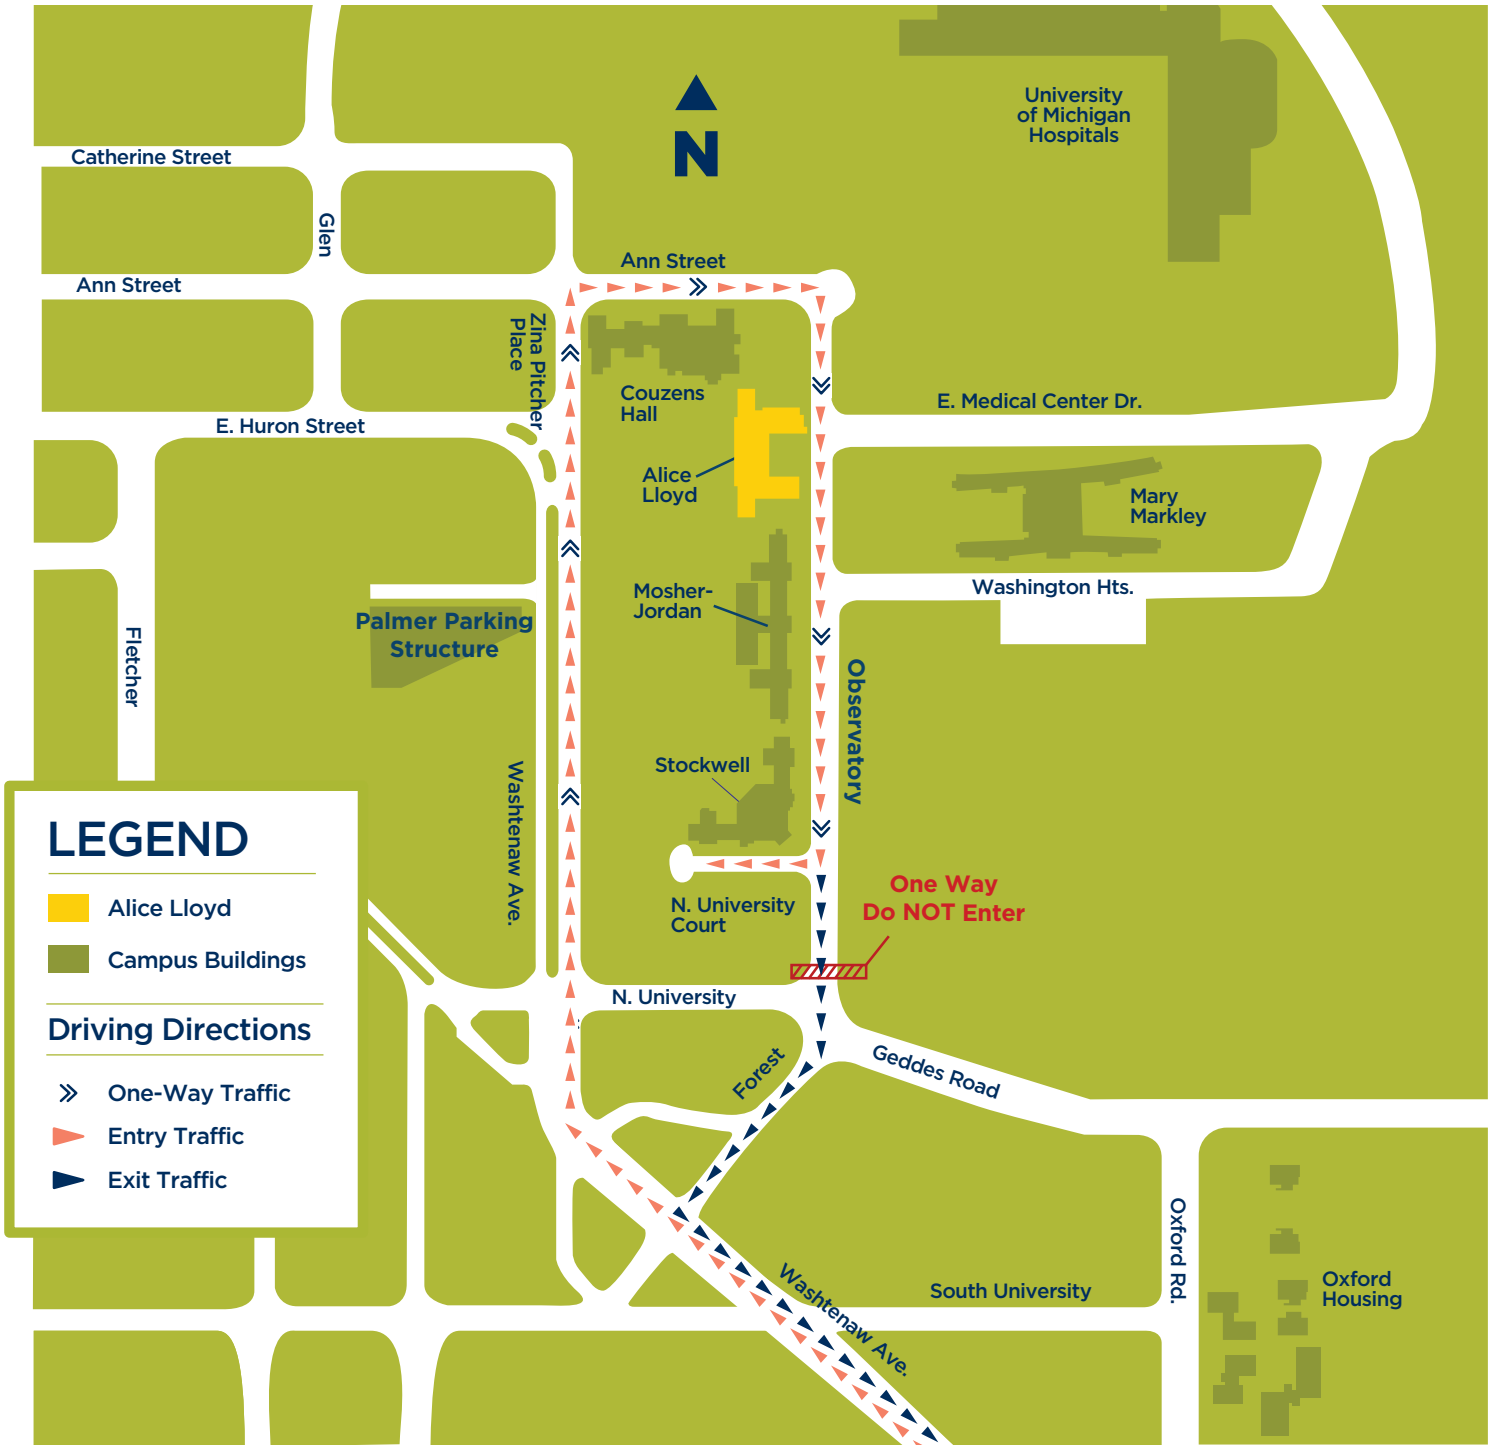 University
of Michigan
Hospitals
N
Catherine Street
Glen
Ann Street
Ann Street
Zina Pitcher
Place
Couzens
Hall
E. Medical Center Dr.
E. Huron Street
Alice
Lloyd
Mary
Markley
Washington Hts.
Mosher-
Jordan
Palmer Parking
Structure
Fletcher
Observatory
Stockwell
Washtenaw Ave.
One Way
Do NOT Enter
N. University
Court
N. University
Forest
Geddes Road
LEGEND
Alice Lloyd
Campus Buildings
Driving Directions
One-Way Traffic
Entry Traffic
Exit Traffic
Washtenaw Ave.
South University
Oxford Rd.
Oxford
Housing